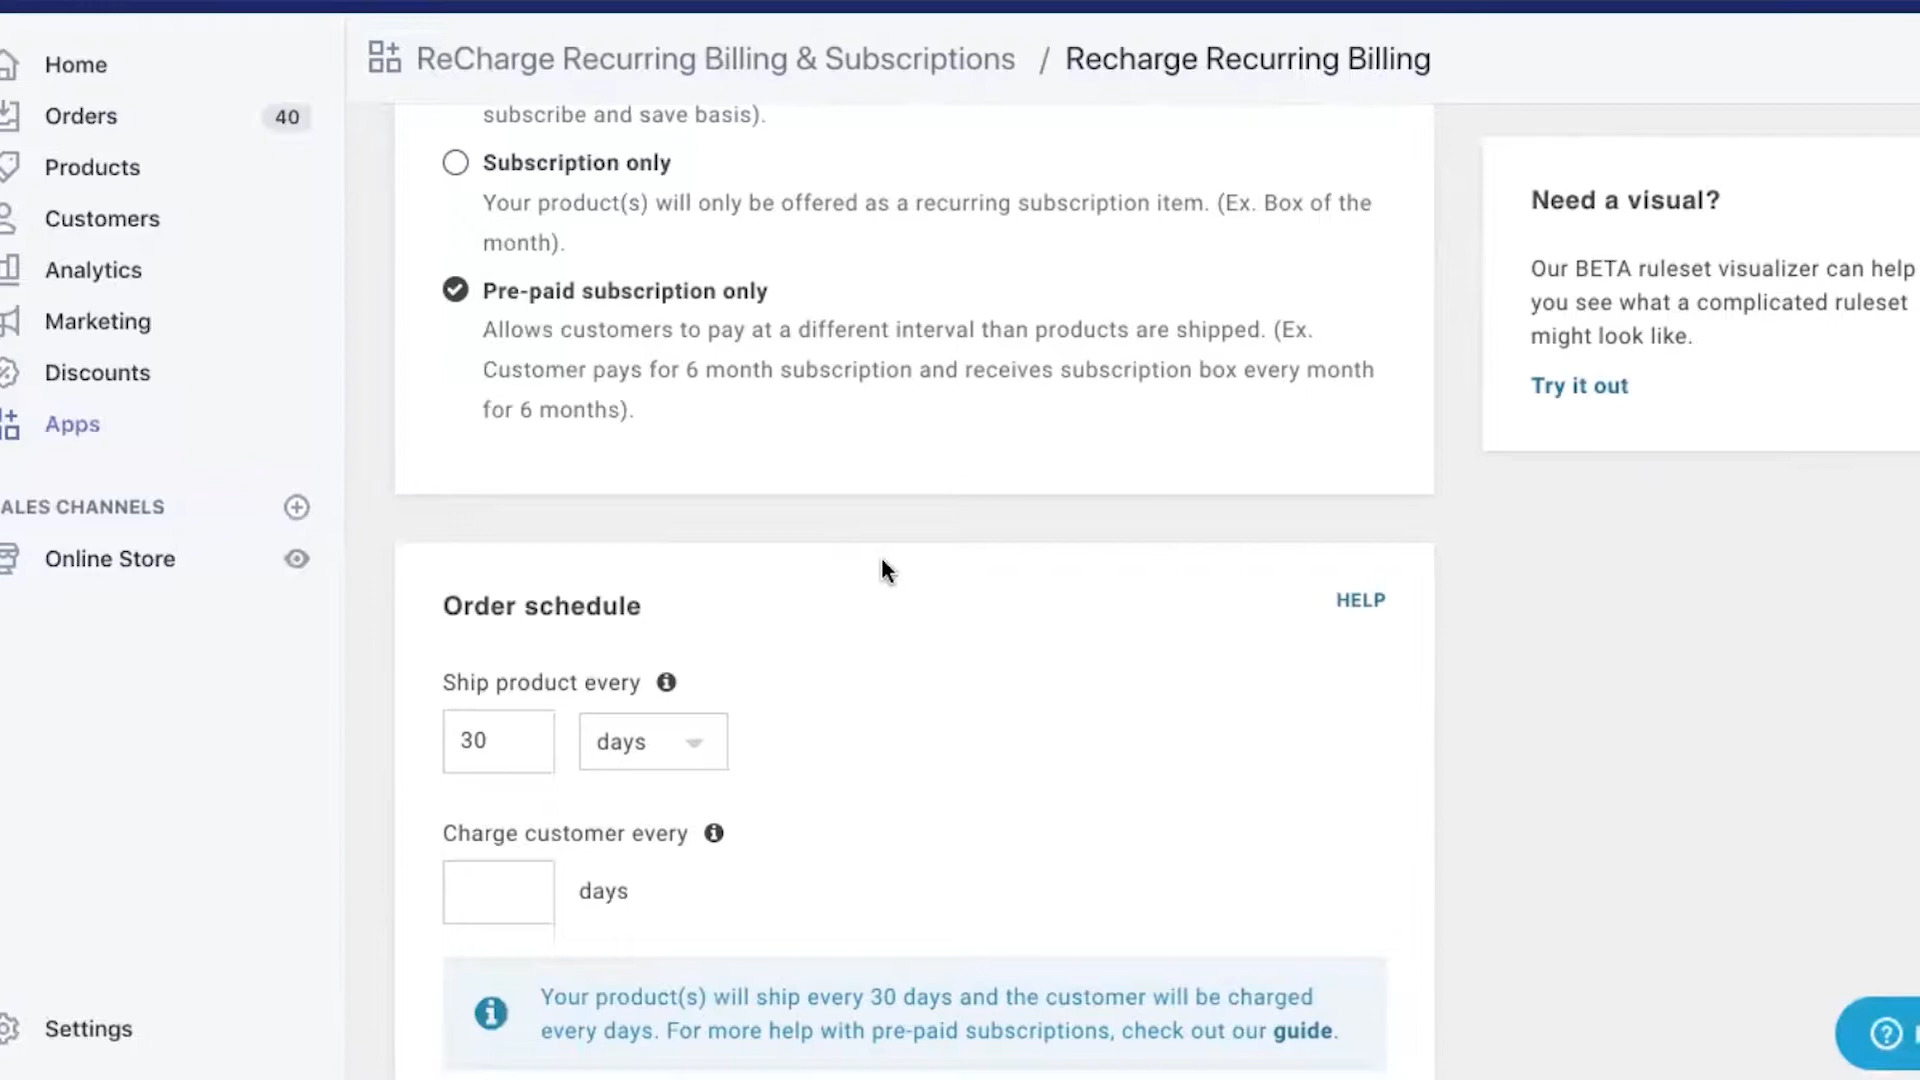 Home
Orders 40
Products
Customers
Analytics
Marketing
Discounts
Apps
ALES CHANNELS
Online Store
Settings
ReCharge Recurring Billing & Subscriptions / Recharge Recurring Billing
subscribe and save basis).
Subscription only
Your product(s) will only be offered as a recurring subscription item. (Ex. Box of the
month).
Pre-paid subscription only
Allows customers to pay at a different interval than products are shipped. (Ex.
Customer pays for 6 month subscription and receives subscription box every month
for 6 months).
Order schedule HELP
Ship product every
30 days
Charge customer every
days
Your product(s) will ship every 30 days and the customer will be charged
every days. For more help with pre-paid subscriptions, check out our guide.
Need a visual?
Our BETA ruleset visualizer can help
you see what a complicated ruleset
might look like.
Try it out